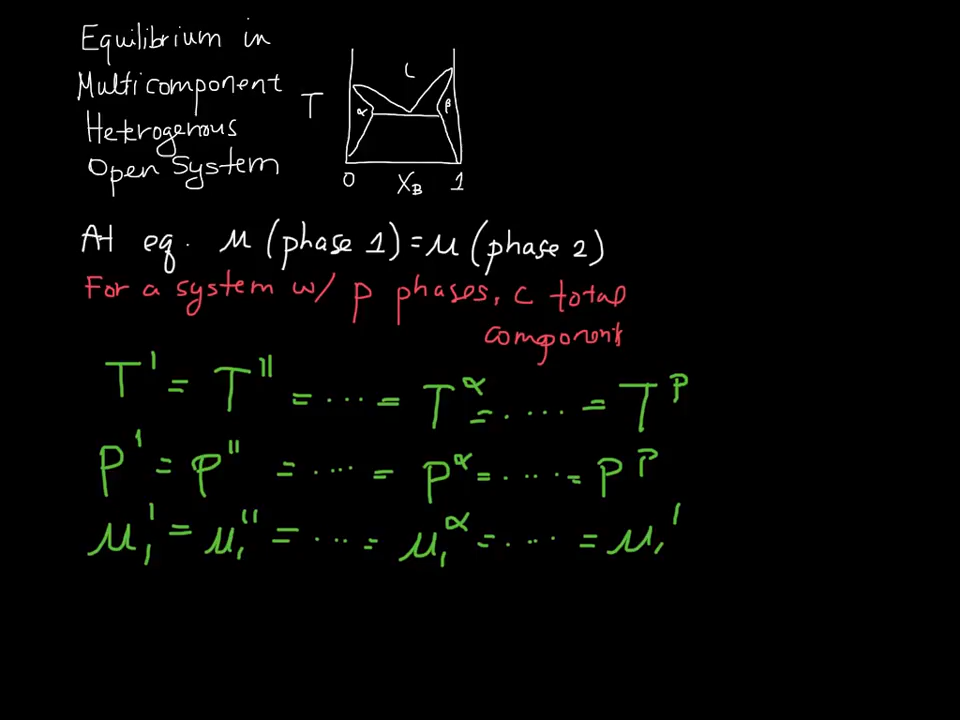 Equilibrium in
Multicomponent
Heterogenous
Open System
T
L
α
β
0 X_B 1
At eq. μ (phase 1) = μ (phase 2)
For a system w/ p phases, c total
component
T' = T'' = ... = T^α = .... = T^P
P' = P'' = .... = P^α = .... = P^P
μ₁' = μ₁'' = .... = μ₁^α = .... = μ₁'